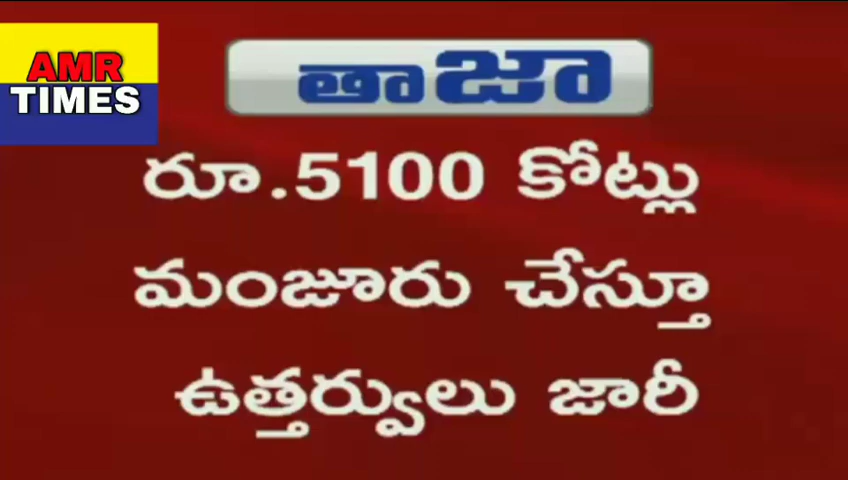 AMR
TIMES
తాజా
రూ.5100 కోట్లు
మంజూరు చేస్తూ
ఉత్తర్వులు జారీ